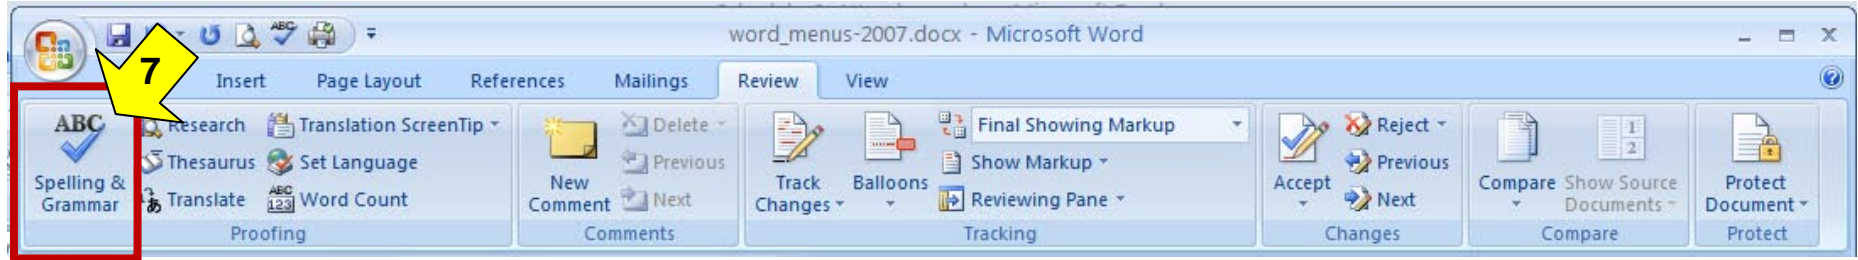 word_menus-2007.docx - Microsoft Word
7
Insert Page Layout References Mailings Review View
ABC Research Translation ScreenTip Delete Final Showing Markup Reject
Thesaurus Set Language Previous Show Markup Previous
Spelling & Grammar Translate ABC 123 Word Count New Comment Next Track Changes Balloons Reviewing Pane Accept Next Compare Show Source Documents Protect Document
Proofing Comments Tracking Changes Compare Protect